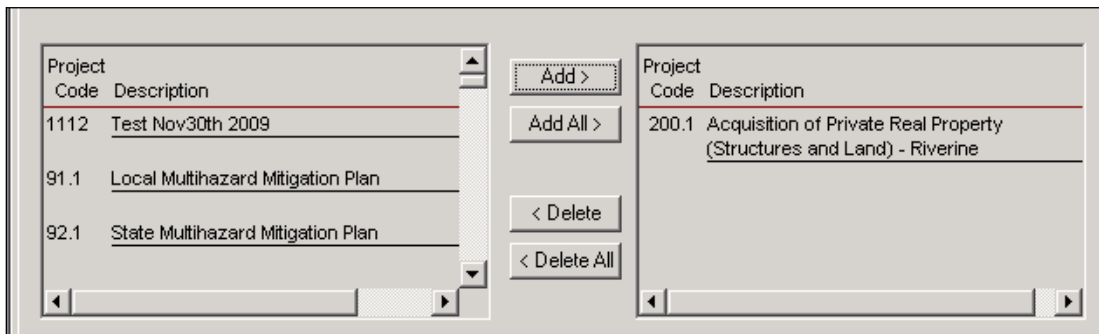 Project
Code Description
1112 Test Nov30th 2009
91.1 Local Multihazard Mitigation Plan
92.1 State Multihazard Mitigation Plan
Add >
Add All >
< Delete
< Delete All
Project
Code Description
200.1 Acquisition of Private Real Property
(Structures and Land) - Riverine